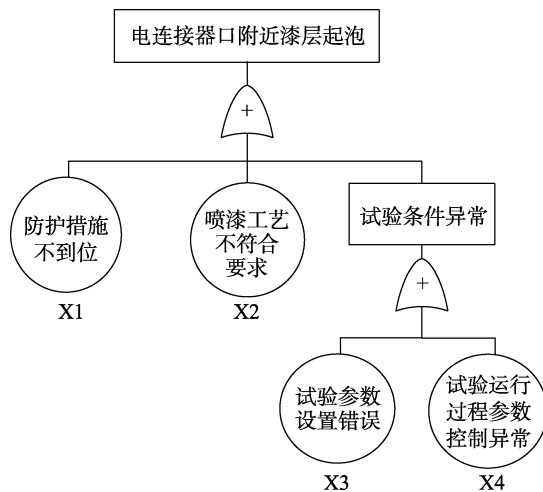 电连接器口附近漆层起泡
+
防护措施
不到位
喷漆工艺
不符合
要求
试验条件异常
X1
X2
+
试验参数
设置错误
试验运行
过程参数
控制异常
X3
X4